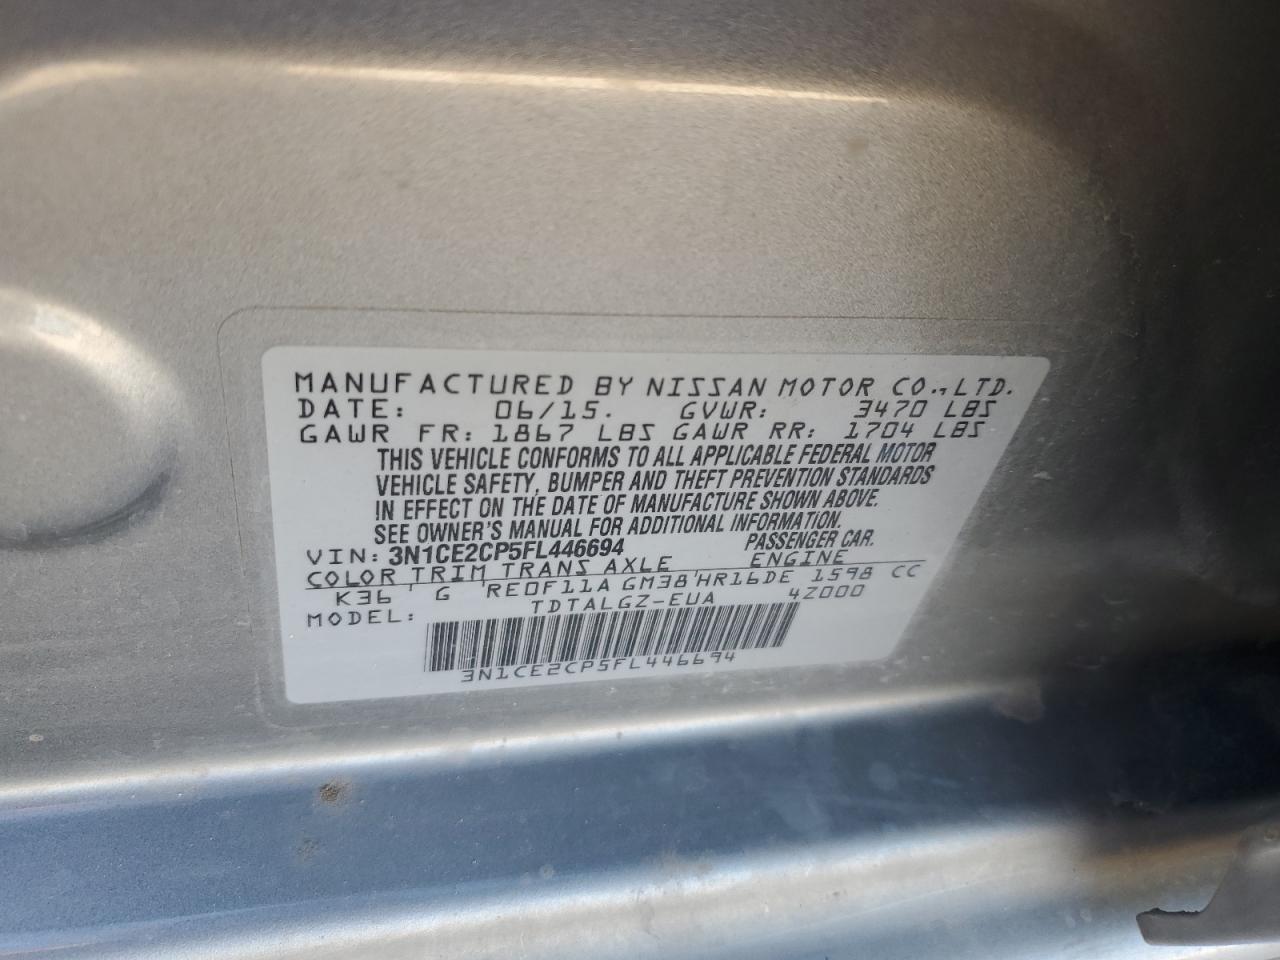 MANUFACTURED BY NISSAN MOTOR CO., LTD.
DATE: 06/15. GVWR: 3470 LBS
GAWR FR: 1867 LBS GAWR RR: 1704 LBS
THIS VEHICLE CONFORMS TO ALL APPLICABLE FEDERAL MOTOR
VEHICLE SAFETY, BUMPER AND THEFT PREVENTION STANDARDS
IN EFFECT ON THE DATE OF MANUFACTURE SHOWN ABOVE.
SEE OWNER'S MANUAL FOR ADDITIONAL INFORMATION.
VIN: 3N1CE2CP5FL446694 PASSENGER CAR.
COLOR TRIM TRANS AXLE ENGINE
K36 ' G RE0F11A GM38'HR16DE 1598 CC
MODEL: TDTALGZ-EUA 4Z000
3N1CE2CP5FL446694